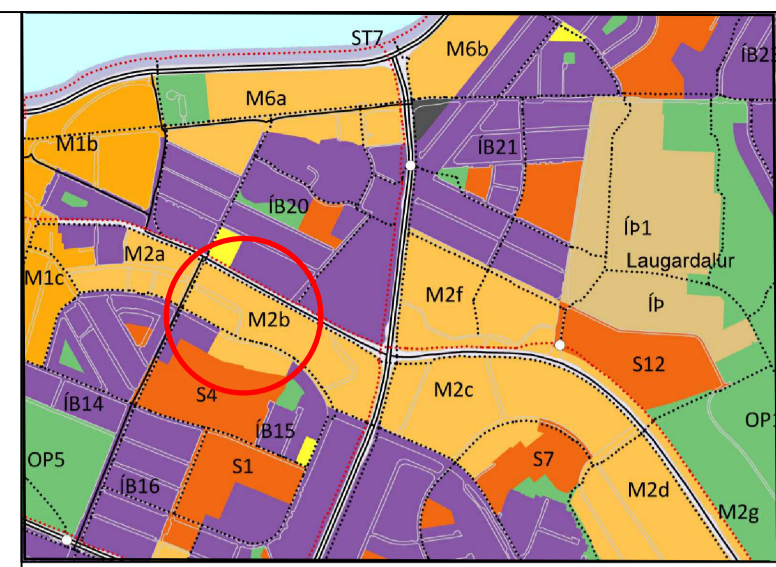 ST7
M6b
ÍB2
M6a
M1b
ÍB21
ÍB20
ÍÞ1
Laugardalur
M2a
M1c
M2f
ÍÞ
M2b
S12
M2c
S4
ÍB14
OP
ÍB15
OP5
S1
S7
ÍB16
M2d
M2g